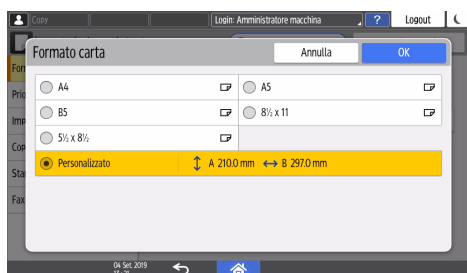 Copy
Login: Amministratore macchina
?
Logout
Formato carta
Annulla
OK
A4
A5
B5
8½ x 11
5½ x 8½
Personalizzato
A 210.0 mm
B 297.0 mm
Fax
04 Set. 2019